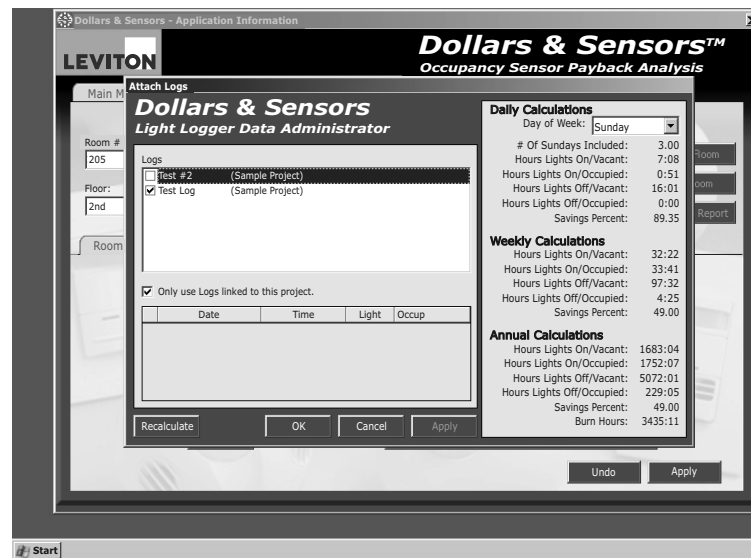 Dollars & Sensors - Application Information
LEVITON
Dollars & Sensors™
Occupancy Sensor Payback Analysis
Main M
Room #
205
Floor:
2nd
Room
Room
oom
Report
Attach Logs
Dollars & Sensors
Light Logger Data Administrator
Logs
Test #2 (Sample Project)
Test Log (Sample Project)
Only use Logs linked to this project.
Date Time Light Occup
Recalculate OK Cancel Apply
Daily Calculations
Day of Week: Sunday
# Of Sundays Included: 3.00
Hours Lights On/Vacant: 7:08
Hours Lights On/Occupied: 0:51
Hours Lights Off/Vacant: 16:01
Hours Lights Off/Occupied: 0:00
Savings Percent: 89.35
Weekly Calculations
Hours Lights On/Vacant: 32:22
Hours Lights On/Occupied: 33:41
Hours Lights Off/Vacant: 97:32
Hours Lights Off/Occupied: 4:25
Savings Percent: 49.00
Annual Calculations
Hours Lights On/Vacant: 1683:04
Hours Lights On/Occupied: 1752:07
Hours Lights Off/Vacant: 5072:01
Hours Lights Off/Occupied: 229:05
Savings Percent: 49.00
Burn Hours: 3435:11
Undo Apply
Start